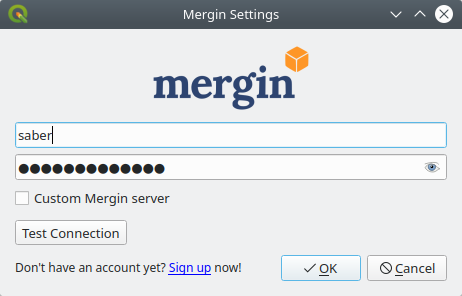 Mergin Settings
mergin
saber
●●●●●●●●●●●●●
Custom Mergin server
Test Connection
Don't have an account yet? Sign up now!
OK
Cancel